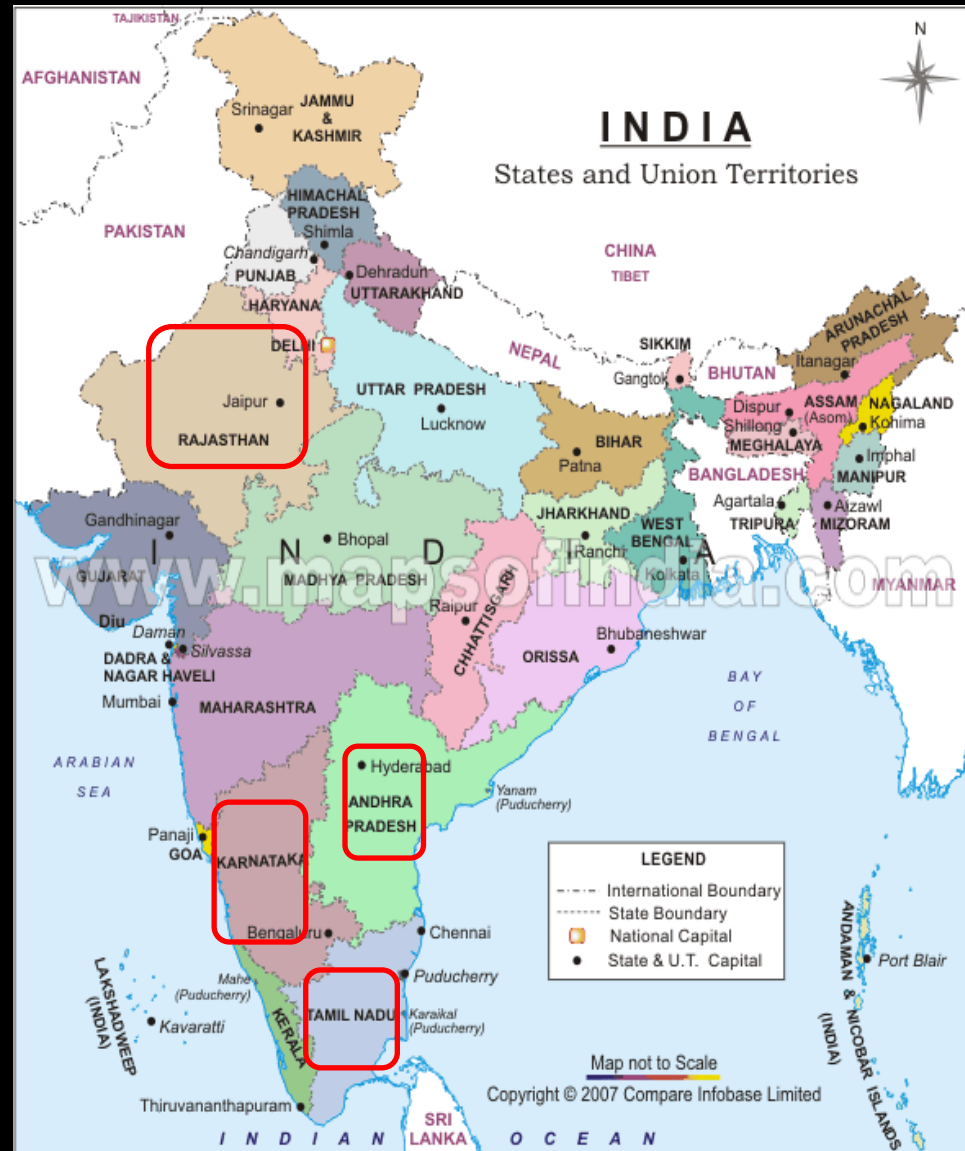 TAJIKISTAN
N
AFGHANISTAN
JAMMU
&
KASHMIR
Srinagar
INDIA
States and Union Territories
HIMACHAL
PRADESH
Shimla
PAKISTAN
Chandigarh
PUNJAB
Dehradun
UTTARAKHAND
CHINA
TIBET
HARYANA
DELHI
NEPAL
SIKKIM
Gangtok
BHUTAN
ARUNACHAL
PRADESH
Itanagar
Jaipur
RAJASTHAN
UTTAR PRADESH
Lucknow
BIHAR
Patna
Dispur
Shillong
MEGHALAYA
ASSAM
(Asom)
NAGALAND
Kohima
Imphal
MANIPUR
BANGLADESH
Agartala
TRIPURA
Aizawl
MIZORAM
Gandhinagar
GUJARAT
Diu
Bhopal
MADHYA PRADESH
JHARKHAND
Ranchi
WEST
BENGAL
Kolkata
I N D I A
www.mapsofindia.com
MYANMAR
Raipur
CHHATTISGARH
ORISSA
Bhubaneshwar
Daman
Silvassa
DADRA &
NAGAR HAVELI
Mumbai
MAHARASHTRA
BAY
OF
BENGAL
ARABIAN
SEA
Hyderabad
ANDHRA
PRADESH
Yanam
(Puducherry)
Panaji
GOA
KARNATAKA
Bengaluru
Chennai
LEGEND
International Boundary
State Boundary
National Capital
State & U.T. Capital
Mahe
(Puducherry)
Puducherry
TAMIL NADU
Karaikal
(Puducherry)
KERALA
LAKSHADWEEP
(INDIA)
Kavaratti
Thiruvananthapuram
ANDAMAN & NICOBAR ISLANDS
(INDIA)
Port Blair
Map not to Scale
Copyright © 2007 Compare Infobase Limited
SRI
LANKA
INDIAN OCEAN